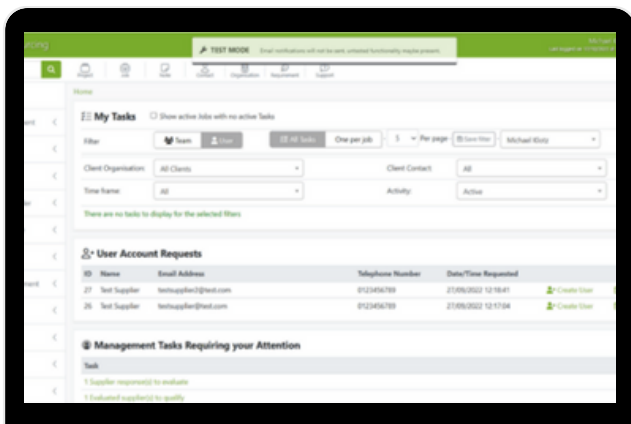 TEST MODE Email notifications will not be sent, untested functionality maybe present.
Project Job Note Contact Organisation Requirement Support
Home
My Tasks Show active Jobs with no active Tasks
Filter Team User All Tasks One per job 5 Per page Save filter Michael Klotz
Client Organisation: All Clients Client Contact: All
Time frame: All Activity: Active
There are no tasks to display for the selected filters
User Account Requests
ID Name Email Address Telephone Number Date/Time Requested
27 Test Supplier testsupplier2@test.com 0123456789 27/09/2022 12:18:41 Create User
26 Test Supplier testsupplier@test.com 0123456789 27/09/2022 12:17:04 Create User
Management Tasks Requiring your Attention
Task
1 Supplier response(s) to evaluate
1 Evaluated supplier(s) to qualify